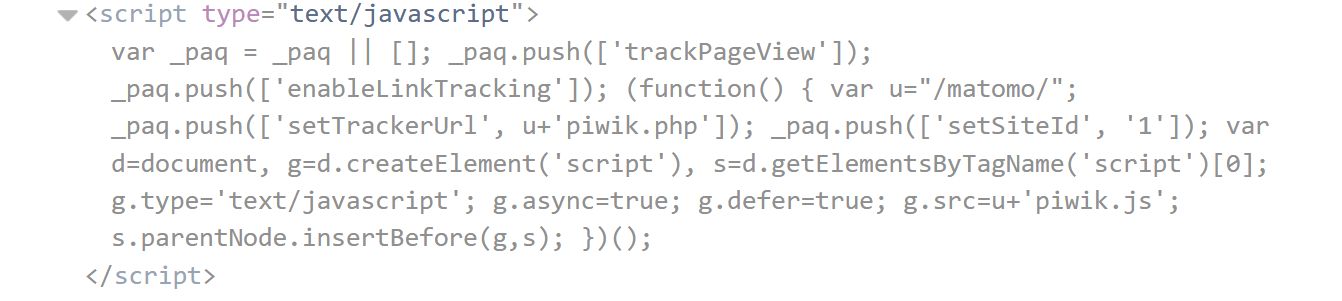 <script type="text/javascript">
var _paq = _paq || []; _paq.push(['trackPageView']);
_paq.push(['enableLinkTracking']); (function() { var u="/matomo/";
_paq.push(['setTrackerUrl', u+'piwik.php']); _paq.push(['setSiteId', '1']); var
d=document, g=d.createElement('script'), s=d.getElementsByTagName('script')[0];
g.type='text/javascript'; g.async=true; g.defer=true; g.src=u+'piwik.js';
s.parentNode.insertBefore(g,s); })();
</script>